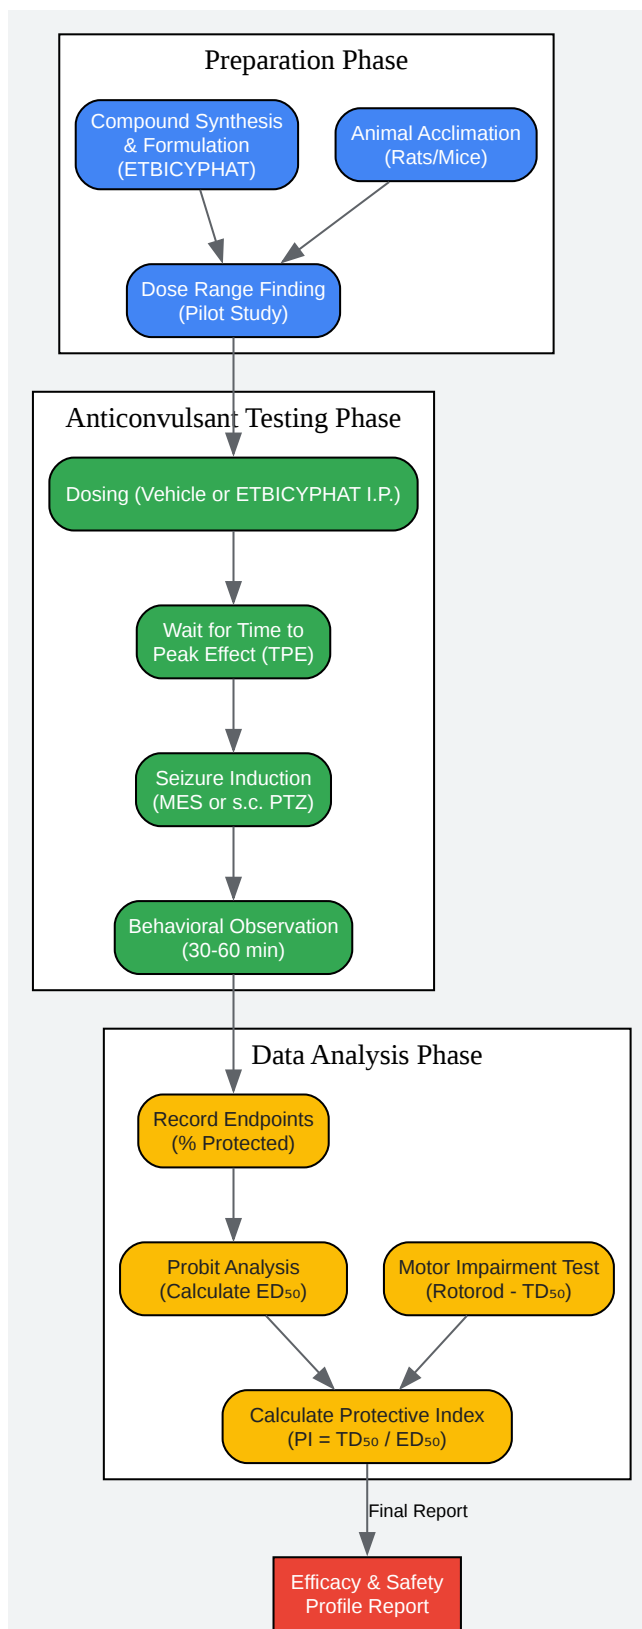 Preparation Phase
Compound Synthesis
& Formulation
(ETBICYPHAT)
Animal Acclimation
(Rats/Mice)
Dose Range Finding
(Pilot Study)
Anticonvulsant Testing Phase
Dosing (Vehicle or ETBICYPHAT I.P.)
Wait for Time to
Peak Effect (TPE)
Seizure Induction
(MES or s.c. PTZ)
Behavioral Observation
(30-60 min)
Data Analysis Phase
Record Endpoints
(% Protected)
Probit Analysis
(Calculate ED₅₀)
Motor Impairment Test
(Rotorod - TD₅₀)
Calculate Protective Index
(PI = TD₅₀ / ED₅₀)
Final Report
Efficacy & Safety
Profile Report